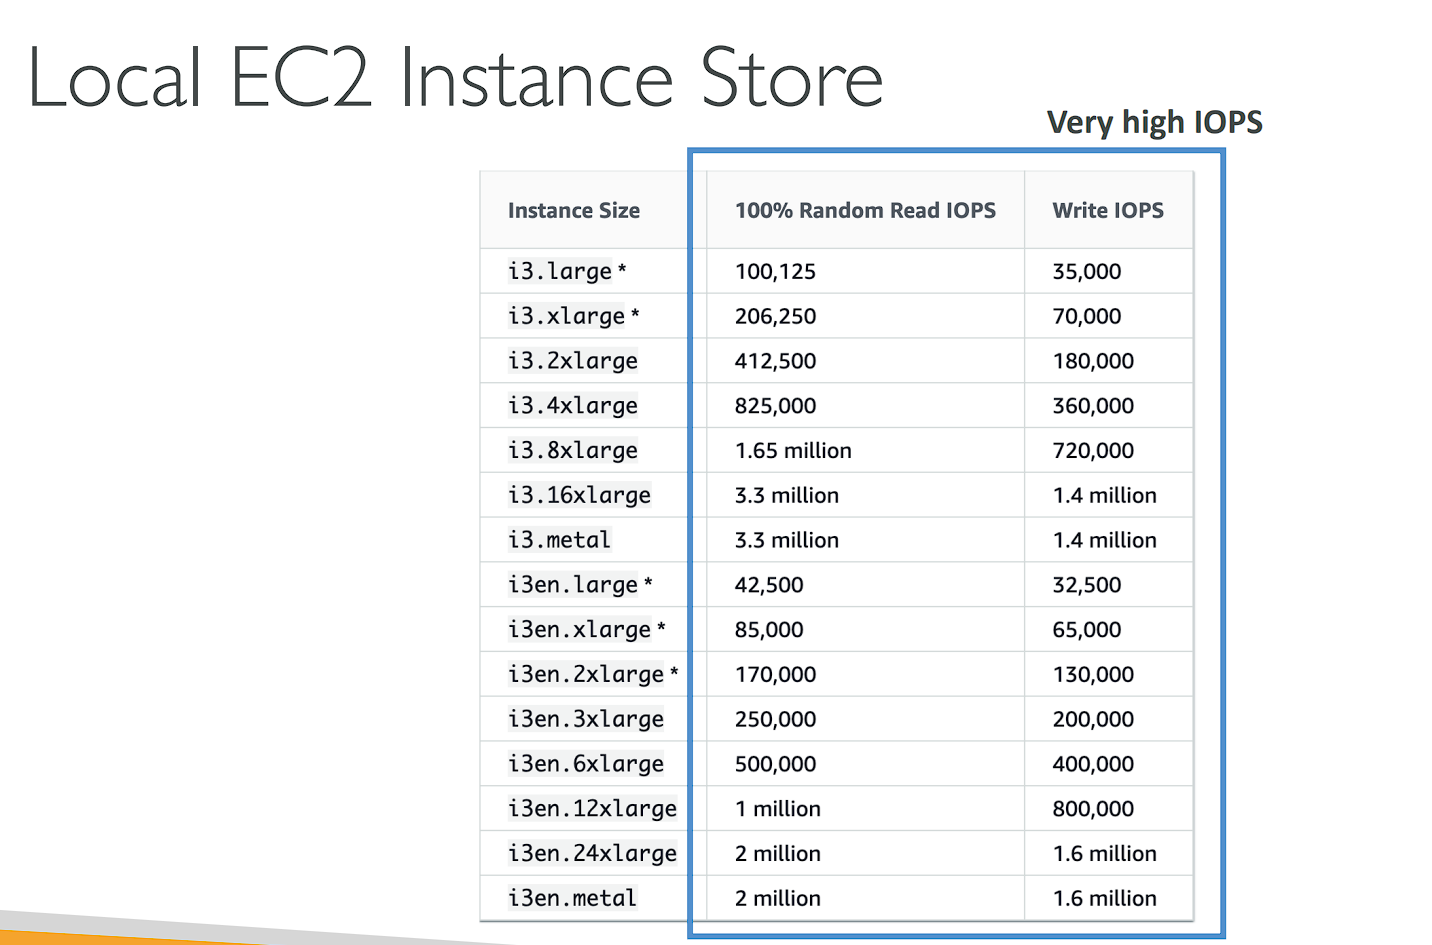 Local EC2 Instance Store
Very high IOPS
Instance Size 100% Random Read IOPS Write IOPS
i3.large * 100,125 35,000
i3.xlarge * 206,250 70,000
i3.2xlarge 412,500 180,000
i3.4xlarge 825,000 360,000
i3.8xlarge 1.65 million 720,000
i3.16xlarge 3.3 million 1.4 million
i3.metal 3.3 million 1.4 million
i3en.large * 42,500 32,500
i3en.xlarge * 85,000 65,000
i3en.2xlarge * 170,000 130,000
i3en.3xlarge 250,000 200,000
i3en.6xlarge 500,000 400,000
i3en.12xlarge 1 million 800,000
i3en.24xlarge 2 million 1.6 million
i3en.metal 2 million 1.6 million